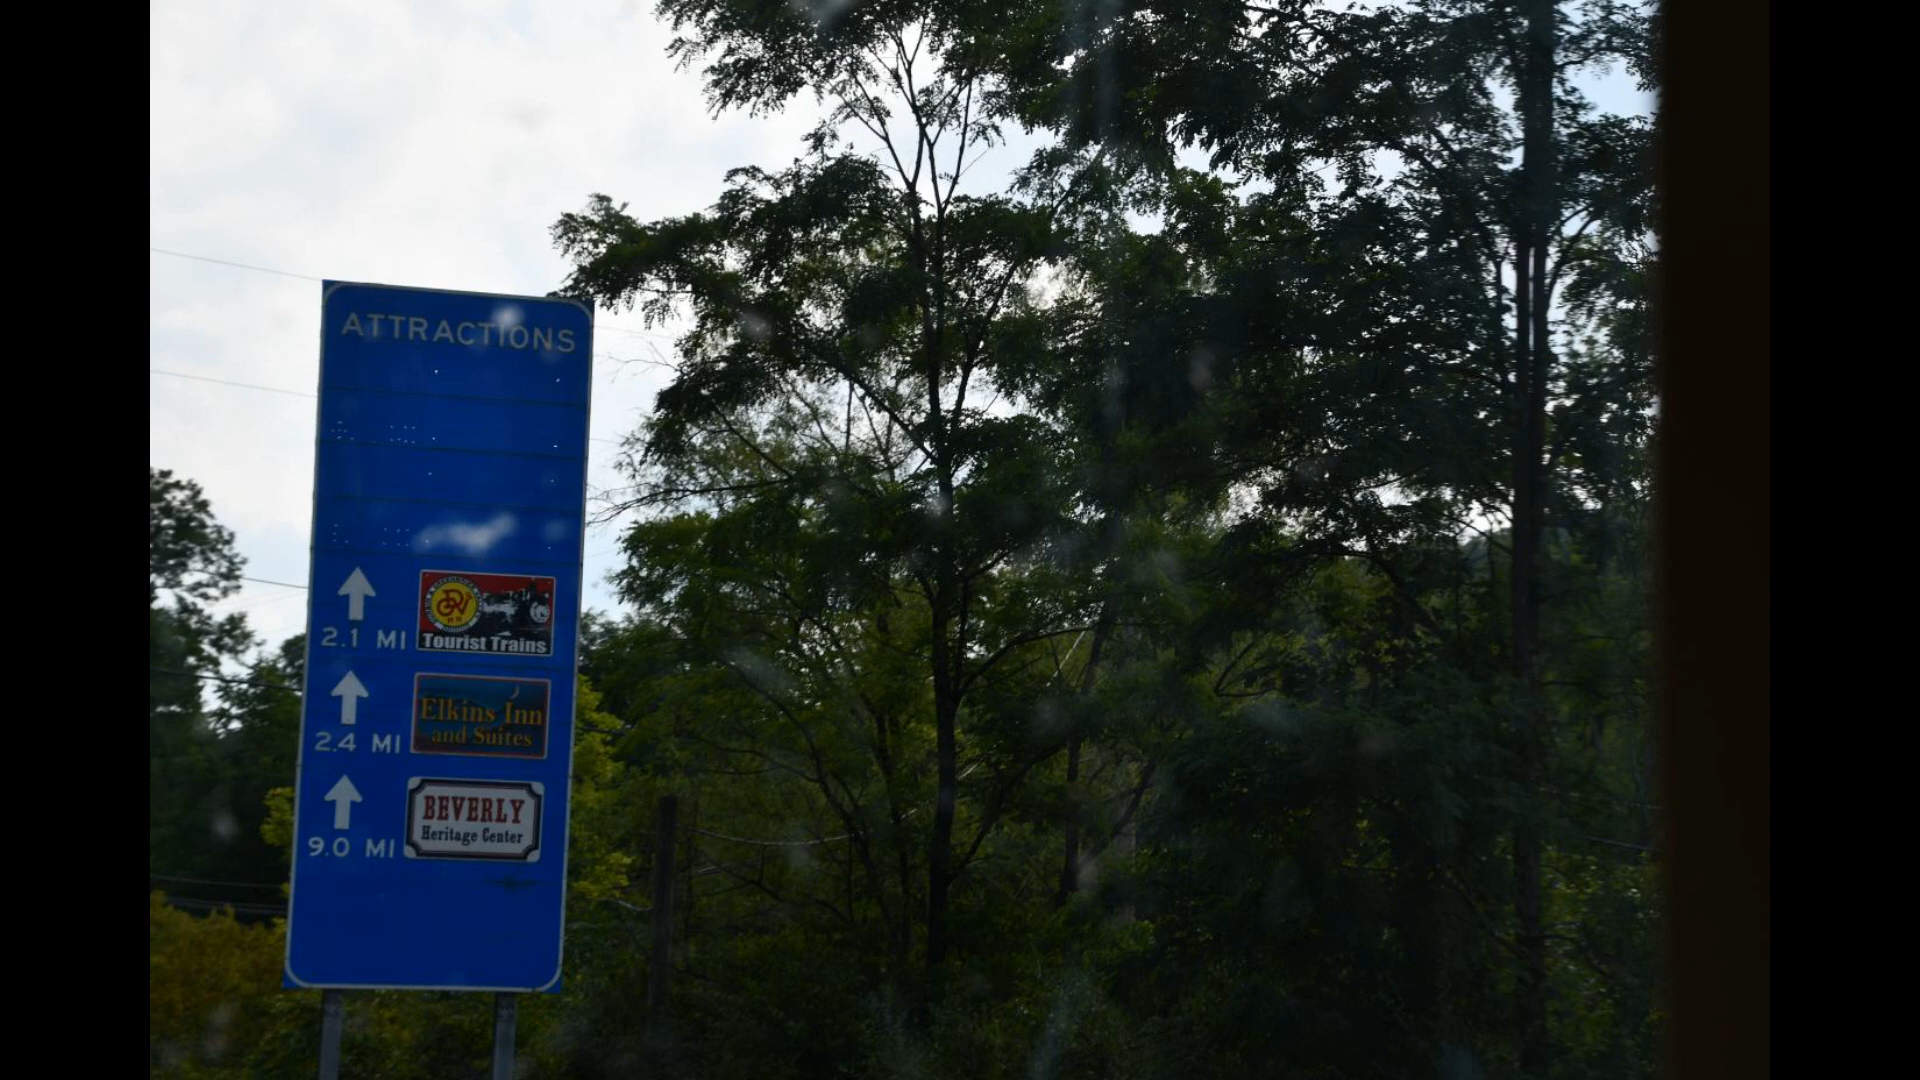 ATTRACTIONS
2.1 MI
Tourist Trains
2.4 MI
Elkins Inn
and Suites
9.0 MI
BEVERLY
Heritage Center